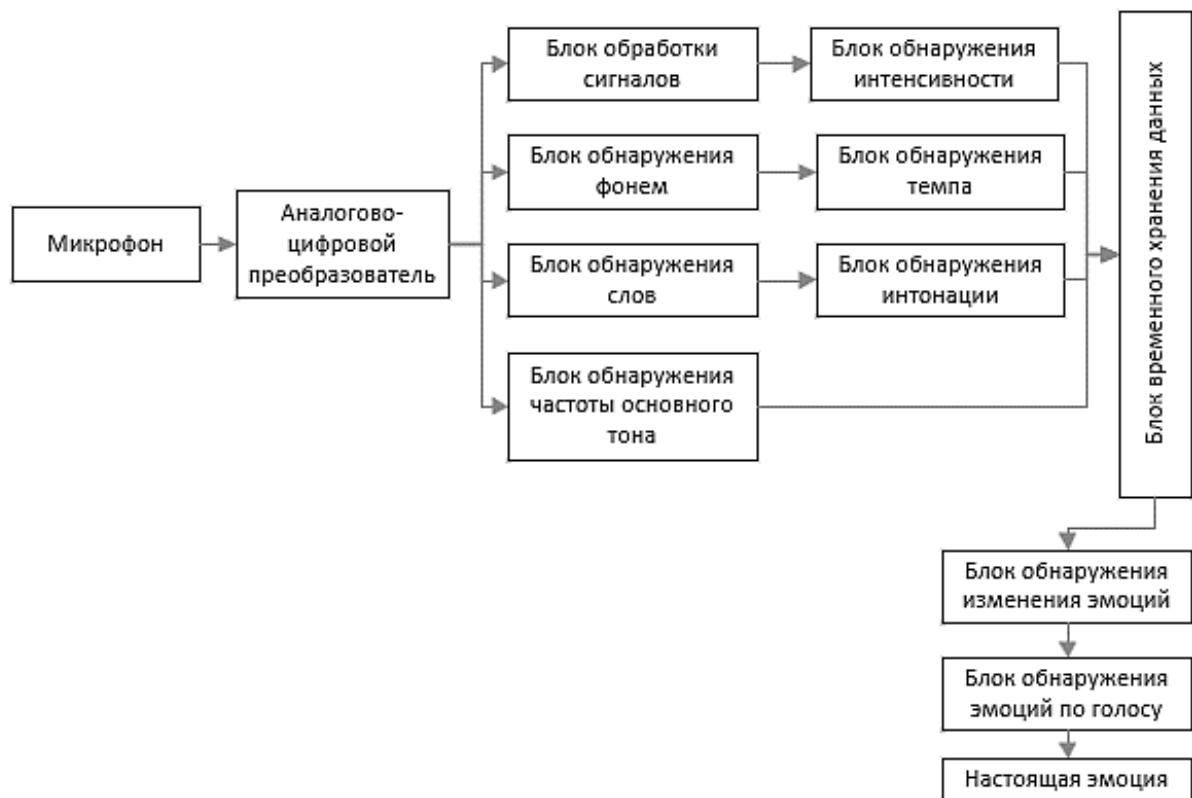 Микрофон
Аналогово-
цифровой
преобразователь
Блок обработки
сигналов
Блок обнаружения
интенсивности
Блок обнаружения
фонем
Блок обнаружения
темпа
Блок обнаружения
слов
Блок обнаружения
интонации
Блок обнаружения
частоты основного
тона
Блок временного хранения данных
Блок обнаружения
изменения эмоций
Блок обнаружения
эмоций по голосу
Настоящая эмоция